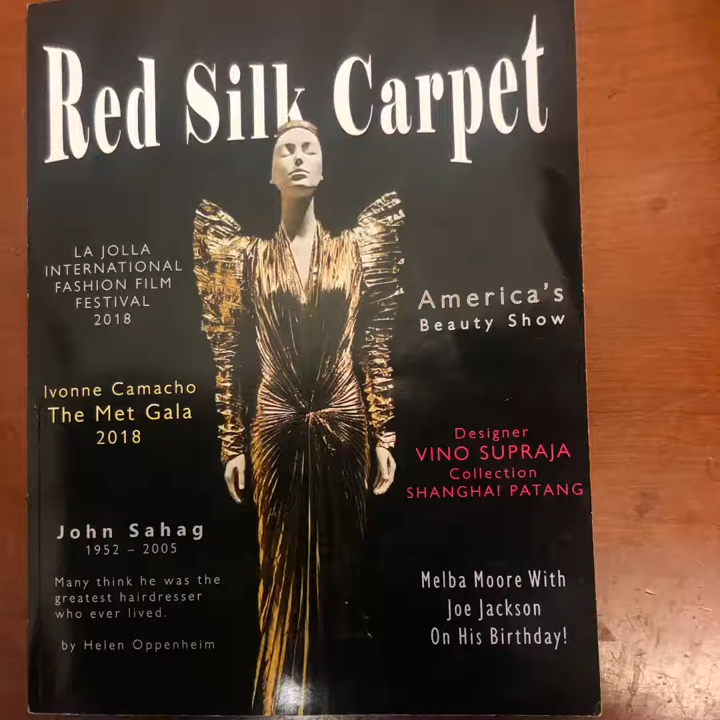 Red Silk Carpet
LA JOLLA
INTERNATIONAL
FASHION FILM
FESTIVAL
2018
America's
Beauty Show
Ivonne Camacho
The Met Gala
2018
Designer
VINO SUPRAJA
Collection
SHANGHAI PATANG
John Sahag
1952 – 2005
Many think he was the
greatest hairdresser
who ever lived.
by Helen Oppenheim
Melba Moore With
Joe Jackson
On His Birthday!